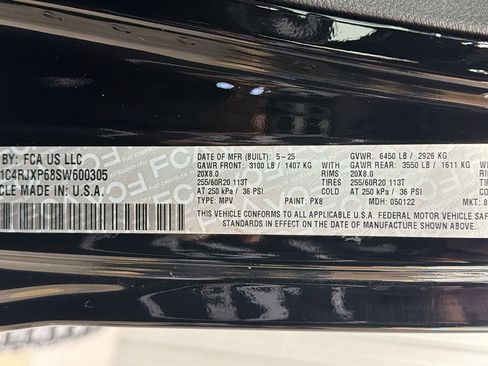 BY: FCA US LLC DATE OF MFR (BUILT): 5-25 GVWR: 6450 LB / 2926 KG
GAWR FRONT: 3100 LB / 1407 KG GAWR REAR: 3550 LB / 1611 KG
1C4RJXP68SW600305 20X8.0 RIMS 20X8.0
255/60R20 113T TIRES 255/60R20 113T
CLE MADE IN: U.S.A. AT 250 kPa / 36 PSI COLD AT 250 kPa / 36 PSI
TYPE: MPV PAINT: PX8 MDH: 050122 MKT: 8
THIS VEHICLE CONFORMS TO ALL APPLICABLE U.S.A. FEDERAL MOTOR VEHICLE SAFE
STANDARDS IN EFFECT ON THE DATE OF MANUFACTURE SHOWN ABOVE.